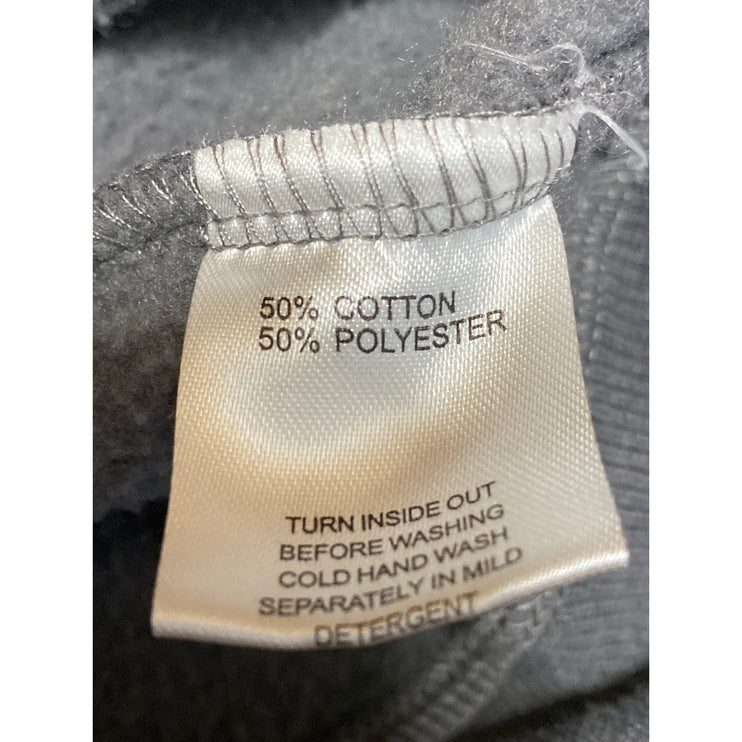 50% COTTON
50% POLYESTER
TURN INSIDE OUT
BEFORE WASHING
COLD HAND WASH
SEPARATELY IN MILD
DETERGENT